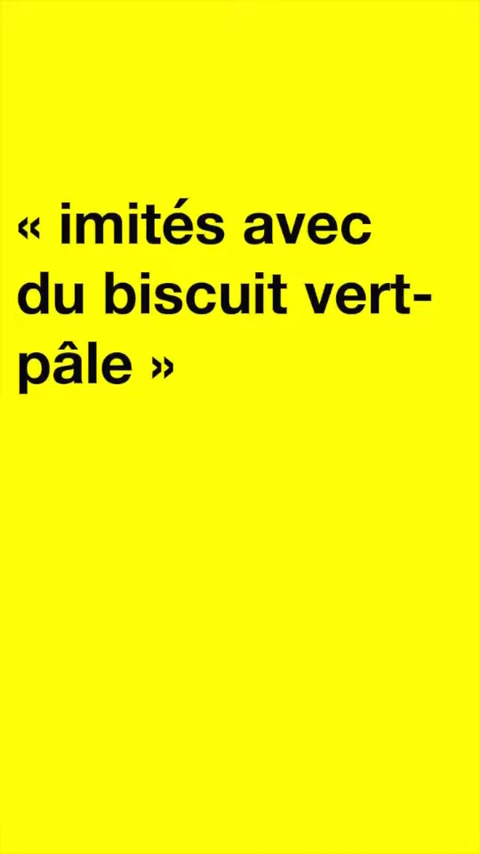 « imités avec
du biscuit vert-
pâle »